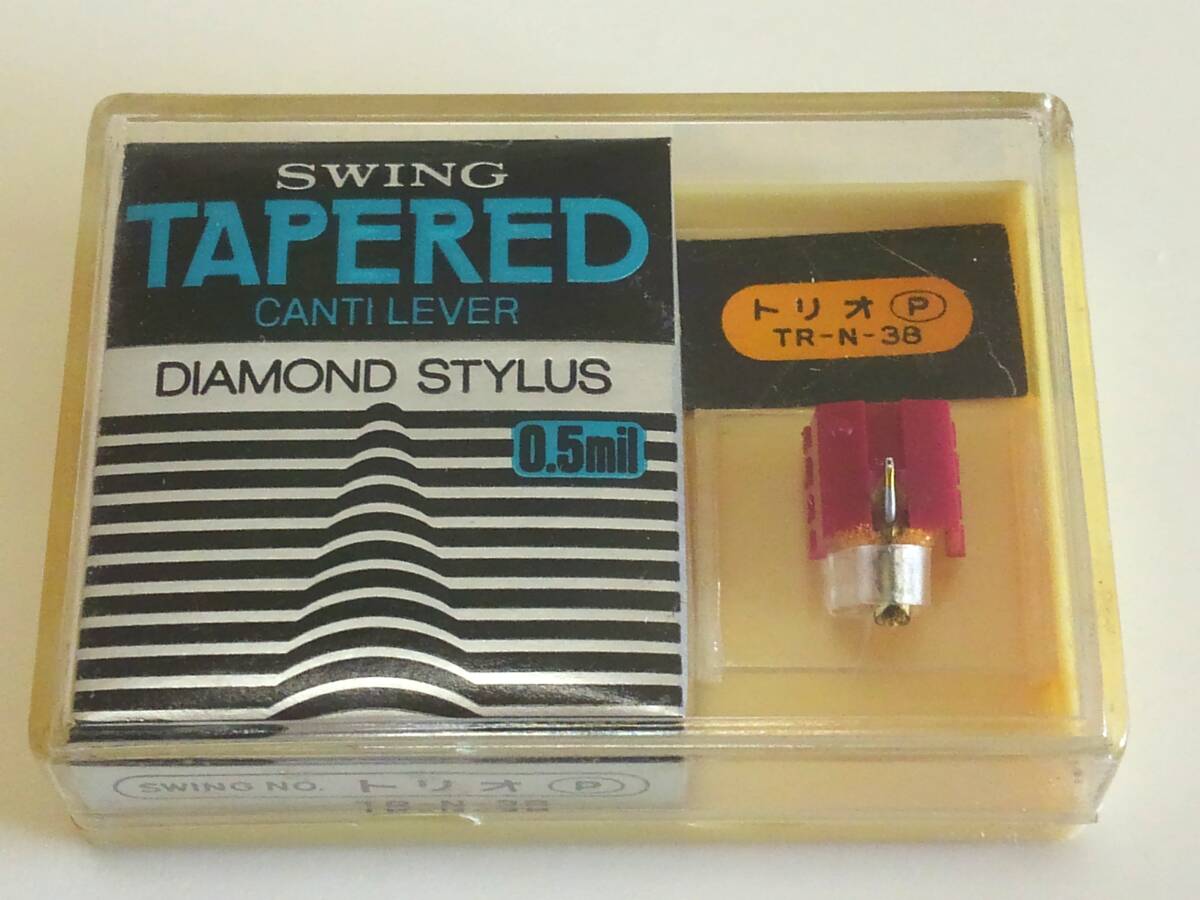 SWING
TAPERED
CANTI LEVER
DIAMOND STYLUS
0.5mil
トリオ Ⓟ
TR-N-38
SWING NO. トリオ Ⓟ